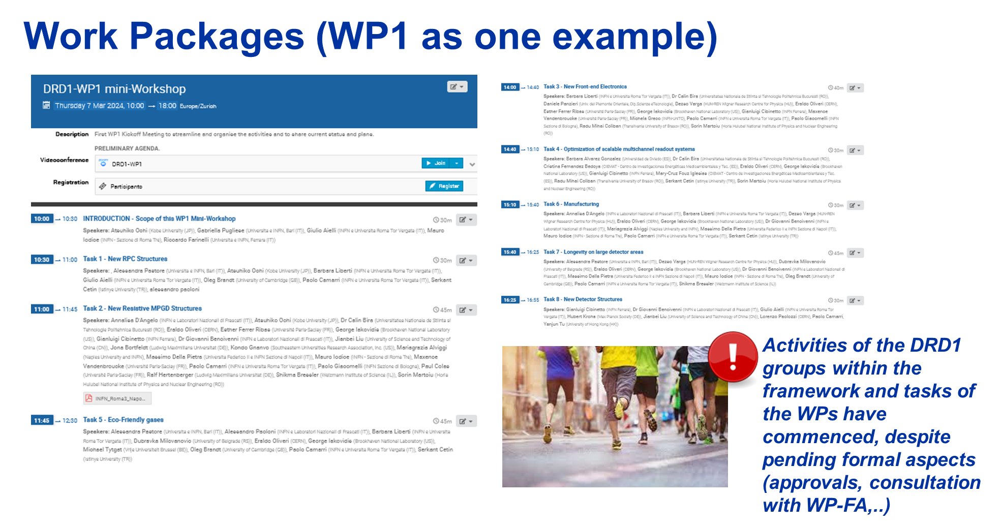 Work Packages (WP1 as one example)
DRD1-WP1 mini-Workshop
Thursday 7 Mar 2024, 10:00 → 18:00 Europe/Zurich
Description First WP1 Kickoff Meeting to streamline and organise the activities and to share current status and plans.
PRELIMINARY AGENDA.
Videoconference zoom DRD1-WP1 Join
Registration Participants Register
10:00 → 10:30 INTRODUCTION - Scope of this WP1 Mini-Workshop 30m
Speakers: Atsuhiko Ochi (Kobe University (JP)), Gabriella Pugliese (Universita e INFN, Bari (IT)), Giulio Aielli (INFN e Universita Roma Tor Vergata (IT)), Mauro
Iodice (INFN - Sezione di Roma Tre), Riccardo Farinelli (Universita e INFN, Ferrara (IT))
10:30 → 11:00 Task 1 - New RPC Structures 30m
Speakers: , Alessandra Pastore (Universita e INFN, Bari (IT)), Atsuhiko Ochi (Kobe University (JP)), Barbara Liberti (INFN e Universita Roma Tor Vergata (IT)),
Giulio Aielli (INFN e Universita Roma Tor Vergata (IT)), Oleg Brandt (University of Cambridge (GB)), Paolo Camarri (INFN e Universita Roma Tor Vergata (IT)), Serkant
Cetin (Istinye University (TR)), alessandro paoloni
11:00 → 11:45 Task 2 - New Resistive MPGD Structures 45m
Speakers: Annalisa D'Angelo (INFN e Laboratori Nazionali di Frascati (IT)), Atsuhiko Ochi (Kobe University (JP)), Dr Calin Bira (Universitatea Nationala de Stiinta si
Tehnologie Politehnica Bucuresti (RO)), Eraldo Oliveri (CERN), Esther Ferrer Ribas (Université Paris-Saclay (FR)), George Iakovidis (Brookhaven National Laboratory
(US)), Gianluigi Cibinetto (INFN Ferrara), Dr Giovanni Bencivenni (INFN e Laboratori Nazionali di Frascati (IT)), Jianbei Liu (University of Science and Technology of
China (CN)), Jona Bortfeldt (Ludwig Maximilians Universitat (DE)), Kondo Gnanvo (Southeastern Universities Research Association, Inc. (US)), Mariagrazia Alviggi
(Naples University and INFN), Massimo Della Pietra (Universita Federico II e INFN Sezione di Napoli (IT)), Mauro Iodice (INFN - Sezione di Roma Tre), Maxence
Vandenbroucke (Université Paris-Saclay (FR)), Paolo Camarri (INFN e Universita Roma Tor Vergata (IT)), Paolo Giacomelli (INFN Sezione di Bologna), Paul Colas
(Université Paris-Saclay (FR)), Ralf Hertenberger (Ludwig Maximilians Universitat (DE)), Shikma Bressler (Weizmann Institute of Science (IL)), Sorin Martoiu (Horia
Hulubei National Institute of Physics and Nuclear Engineering (RO))
INFN_Roma3_Napo...
11:45 → 12:30 Task 5 - Eco-Friendly gases 45m
Speakers: Alessandra Pastore (Universita e INFN, Bari (IT)), Alessandro Paoloni (INFN e Laboratori Nazionali di Frascati (IT)), Barbara Liberti (INFN e Universita
Roma Tor Vergata (IT)), Dubravka Milovanovic (University of Belgrade (RS)), Eraldo Oliveri (CERN), George Iakovidis (Brookhaven National Laboratory (US)),
Michael Tytgat (Vrije Universiteit Brussel (BE)), Oleg Brandt (University of Cambridge (GB)), Paolo Camarri (INFN e Universita Roma Tor Vergata (IT)), Serkant Cetin
(Istinye University (TR))
14:00 → 14:40 Task 3 - New Front-end Electronics 40m
Speakers: Barbara Liberti (INFN e Universita Roma Tor Vergata (IT)), Dr Calin Bira (Universitatea Nationala de Stiinta si Tehnologie Politehnica Bucuresti (RO)),
Daniele Panzieri (Univ. del Piemonte Orientale, Dip.Scienze eTecnologie), Dezso Varga (HUN-REN Wigner Research Centre for Physics (HU)), Eraldo Oliveri (CERN),
Esther Ferrer Ribas (Université Paris-Saclay (FR)), George Iakovidis (Brookhaven National Laboratory (US)), Gianluigi Cibinetto (INFN Ferrara), Maxence
Vandenbroucke (Université Paris-Saclay (FR)), Michela Greco (INFN-UNITO), Paolo Camarri (INFN e Universita Roma Tor Vergata (IT)), Paolo Giacomelli (INFN
Sezione di Bologna), Radu Mihai Coliban (Transilvania University of Brasov (RO)), Sorin Martoiu (Horia Hulubei National Institute of Physics and Nuclear Engineering
(RO))
14:40 → 15:10 Task 4 - Optimization of scalable multichannel readout systems 30m
Speakers: Barbara Alvarez Gonzalez (Universidad de Oviedo (ES)), Dr Calin Bira (Universitatea Nationala de Stiinta si Tehnologie Politehnica Bucuresti (RO)),
Cristina Fernandez Bedoya (CIEMAT - Centro de Investigaciones Energéticas Medioambientales y Tec. (ES)), Eraldo Oliveri (CERN), George Iakovidis (Brookhaven
National Laboratory (US)), Gianluigi Cibinetto (INFN Ferrara), Mary-Cruz Fouz Iglesias (CIEMAT - Centro de Investigaciones Energéticas Medioambientales y Tec.
(ES)), Radu Mihai Coliban (Transilvania University of Brasov (RO)), Serkant Cetin (Istinye University (TR)), Sorin Martoiu (Horia Hulubei National Institute of Physics
and Nuclear Engineering (RO))
15:10 → 15:40 Task 6 - Manufacturing 30m
Speakers: Annalisa D'Angelo (INFN e Laboratori Nazionali di Frascati (IT)), Barbara Liberti (INFN e Universita Roma Tor Vergata (IT)), Dezso Varga (HUN-REN
Wigner Research Centre for Physics (HU)), Eraldo Oliveri (CERN), George Iakovidis (Brookhaven National Laboratory (US)), Dr Giovanni Bencivenni (INFN e
Laboratori Nazionali di Frascati (IT)), Mariagrazia Alviggi (Naples University and INFN), Massimo Della Pietra (Universita Federico II e INFN Sezione di Napoli (IT)),
Mauro Iodice (INFN - Sezione di Roma Tre), Paolo Camarri (INFN e Universita Roma Tor Vergata (IT)), Serkant Cetin (Istinye University (TR))
15:40 → 16:25 Task 7 - Longevity on large detector areas 45m
Speakers: Alessandra Pastore (Universita e INFN, Bari (IT)), Dezso Varga (HUN-REN Wigner Research Centre for Physics (HU)), Dubravka Milovanovic
(University of Belgrade (RS)), Eraldo Oliveri (CERN), George Iakovidis (Brookhaven National Laboratory (US)), Dr Giovanni Bencivenni (INFN e Laboratori Nazionali di
Frascati (IT)), Massimo Della Pietra (Universita Federico II e INFN Sezione di Napoli (IT)), Mauro Iodice (INFN - Sezione di Roma Tre), Oleg Brandt (University of
Cambridge (GB)), Paolo Camarri (INFN e Universita Roma Tor Vergata (IT)), Shikma Bressler (Weizmann Institute of Science (IL))
16:25 → 16:55 Task 8 - New Detector Structures 30m
Speakers: Gianluigi Cibinetto (INFN Ferrara), Dr Giovanni Bencivenni (INFN e Laboratori Nazionali di Frascati (IT)), Giulio Aielli (INFN e Universita Roma Tor
Vergata (IT)), Hubert Kroha (Max Planck Society (DE)), Jianbei Liu (University of Science and Technology of China (CN)), Lorenzo Paolozzi (CERN), Paolo Camarri,
Yanjun Tu (University of Hong Kong (HK))
Activities of the DRD1
groups within the
framework and tasks of
the WPs have
commenced, despite
pending formal aspects
(approvals, consultation
with WP-FA,..)